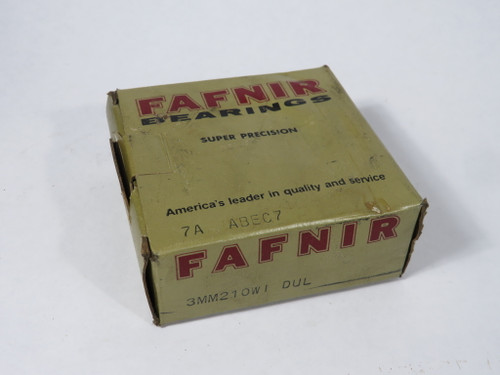 FAFNIR
BEARINGS
SUPER PRECISION
America's leader in quality and service
7A ABEC7
FAFNIR
3MM210WI DUL